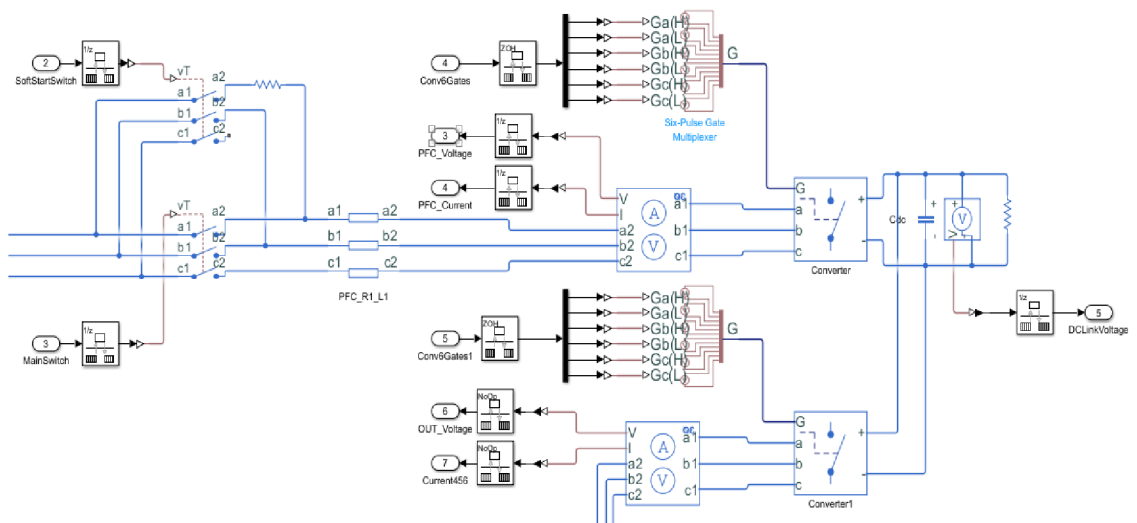 2
SoftStartSwitch
1/z
vT
a2
a1
b2
b1
c2
c1
vT
a2
a1
b2
b1
c2
c1
3
MainSwitch
1/z
a1
a2
b1
b2
c1
c2
PFC_R1_L1
4
Conv6Gates
ZOH
Ga(H)
Ga(L)
Gb(H)
Gb(L)
Gc(H)
Gc(L)
G
Six-Pulse Gate
Multiplexer
3
PFC_Voltage
1/z
4
PFC_Current
1/z
V
I
a2
b2
c2
A
V
a1
b1
c1
G
a
b
c
+
-
Converter
Cdc
+
-
+
V
V
-
1/z
5
DCLinkVoltage
5
Conv6Gates1
ZOH
Ga(H)
Ga(L)
Gb(H)
Gb(L)
Gc(H)
Gc(L)
G
6
OUT_Voltage
NoOp
7
Current456
NoOp
V
I
a2
b2
c2
A
V
a1
b1
c1
G
a
b
c
+
-
Converter1